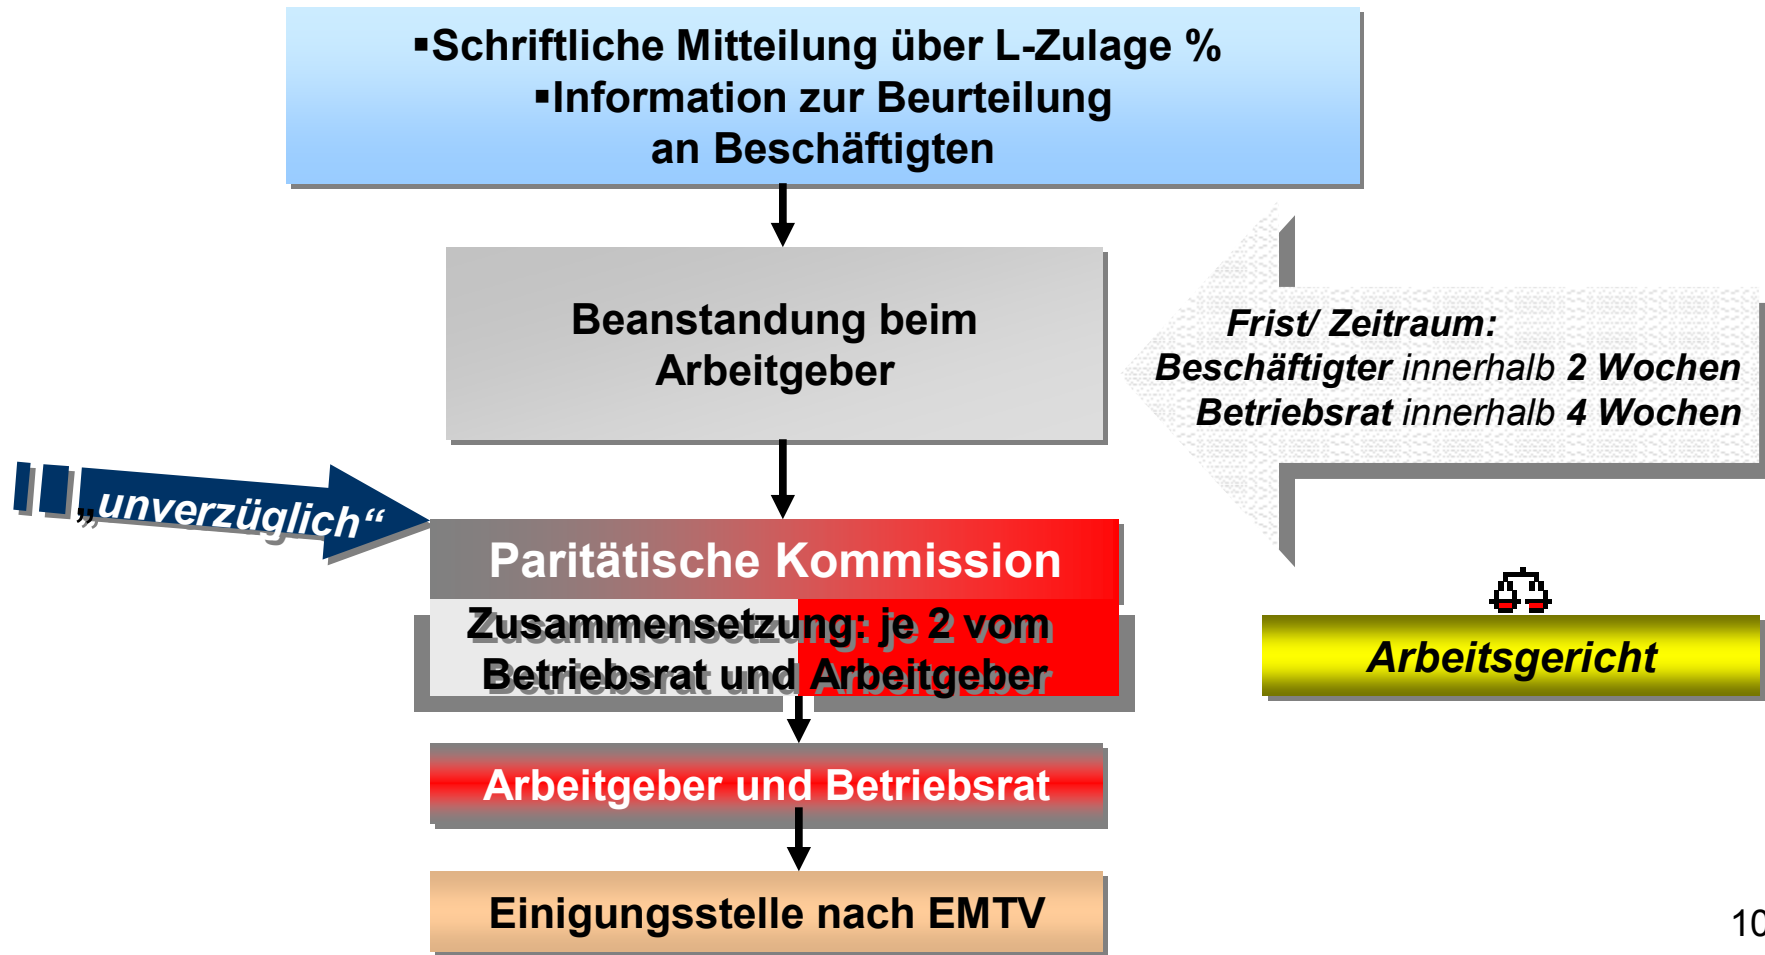 ▪Schriftliche Mitteilung über L-Zulage %
▪Information zur Beurteilung
an Beschäftigten
Beanstandung beim
Arbeitgeber
Frist/ Zeitraum:
Beschäftigter innerhalb 2 Wochen
Betriebsrat innerhalb 4 Wochen
„unverzüglich“
Paritätische Kommission
Zusammensetzung: je 2 vom
Betriebsrat und Arbeitgeber
Arbeitsgericht
Arbeitgeber und Betriebsrat
Einigungsstelle nach EMTV
10